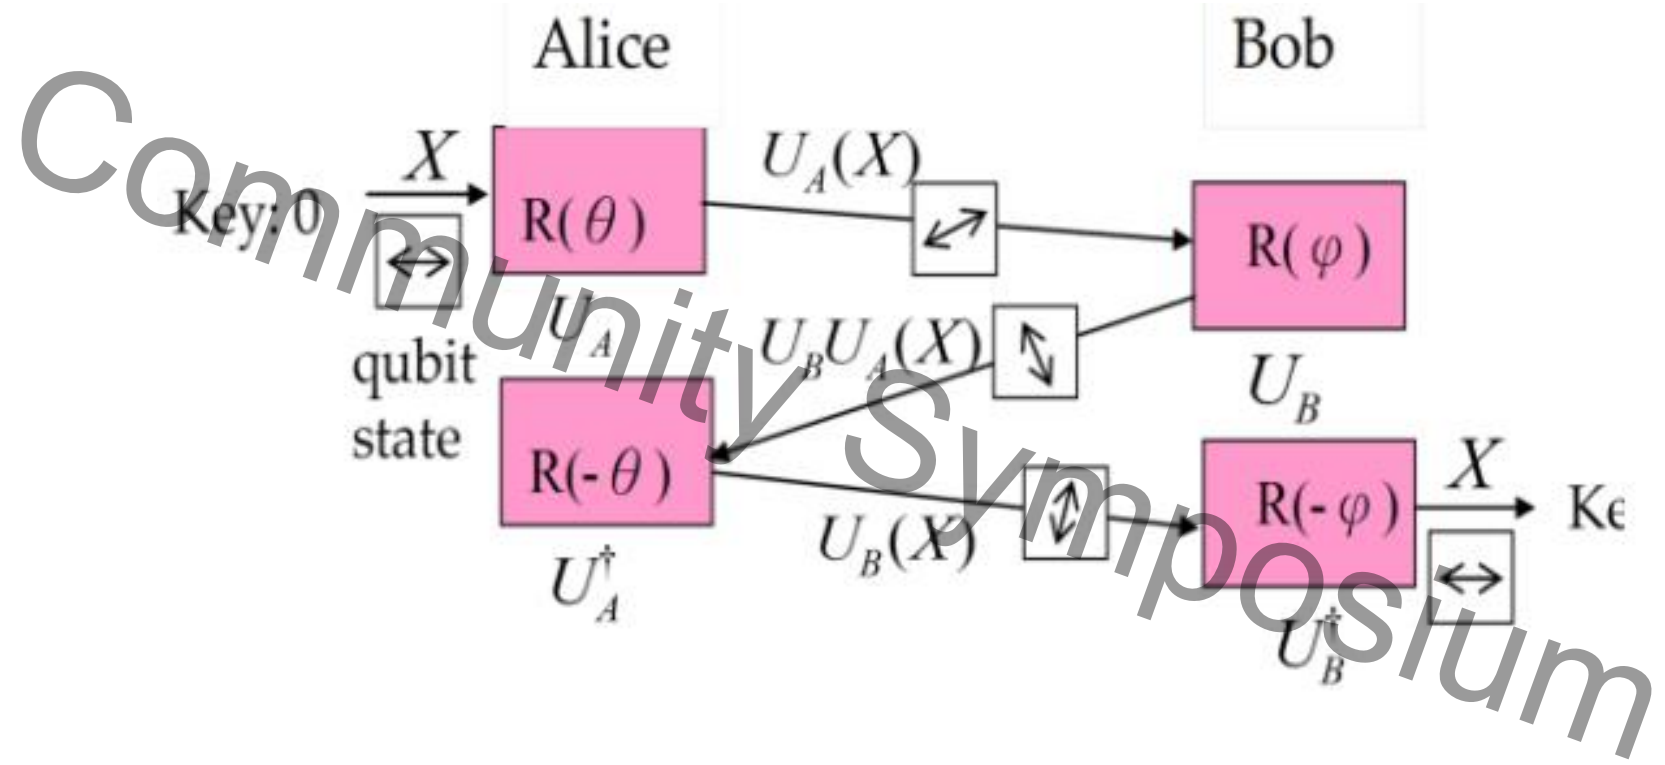 Alice
Bob
X
U_A(X)
Key: 0
R( θ )
R( φ )
U_A
U_B U_A(X)
qubit
state
U_B
X
R(- θ )
R(- φ )
Ke
U_B(X)
U_A^†
U_B^†
Community Symposium